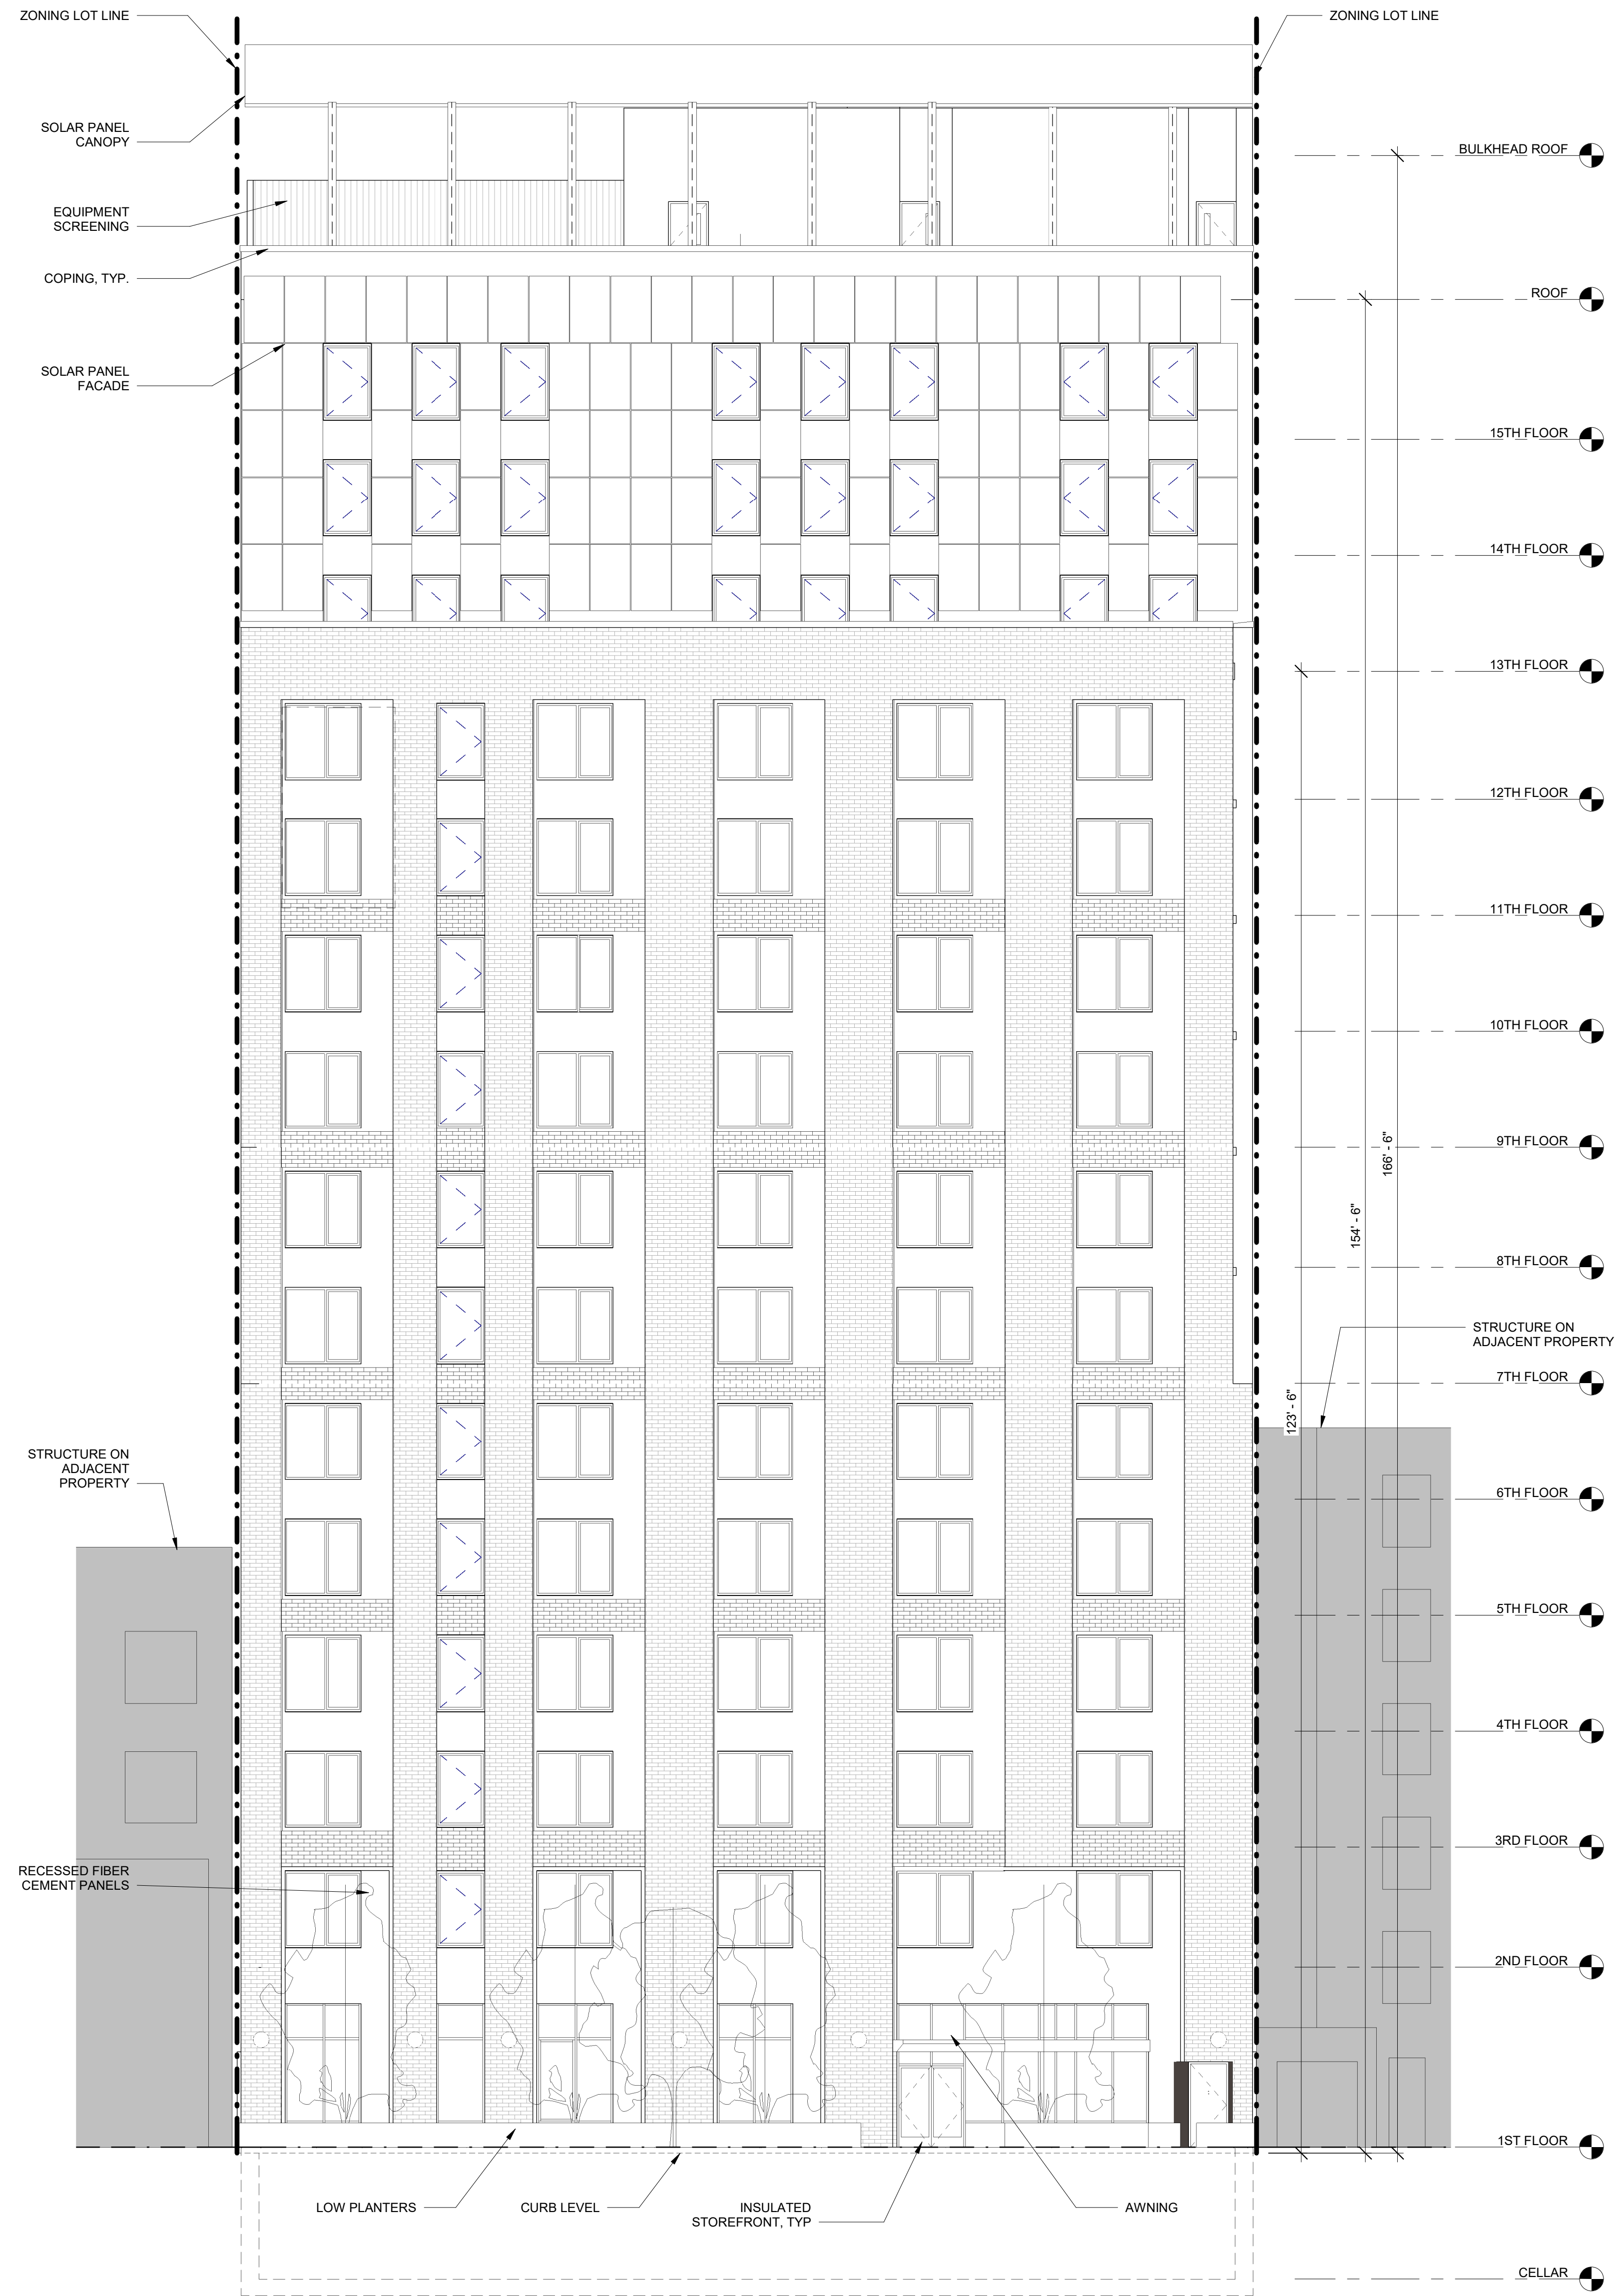 ZONING LOT LINE
ZONING LOT LINE
SOLAR PANEL
CANOPY
BULKHEAD ROOF
EQUIPMENT
SCREENING
COPING, TYP.
ROOF
SOLAR PANEL
FACADE
15TH FLOOR
14TH FLOOR
13TH FLOOR
12TH FLOOR
11TH FLOOR
10TH FLOOR
9TH FLOOR
166' - 6"
154' - 6"
8TH FLOOR
STRUCTURE ON
ADJACENT PROPERTY
7TH FLOOR
123' - 6"
STRUCTURE ON
ADJACENT
PROPERTY
6TH FLOOR
5TH FLOOR
4TH FLOOR
3RD FLOOR
RECESSED FIBER
CEMENT PANELS
2ND FLOOR
1ST FLOOR
LOW PLANTERS
CURB LEVEL
INSULATED
STOREFRONT, TYP
AWNING
CELLAR